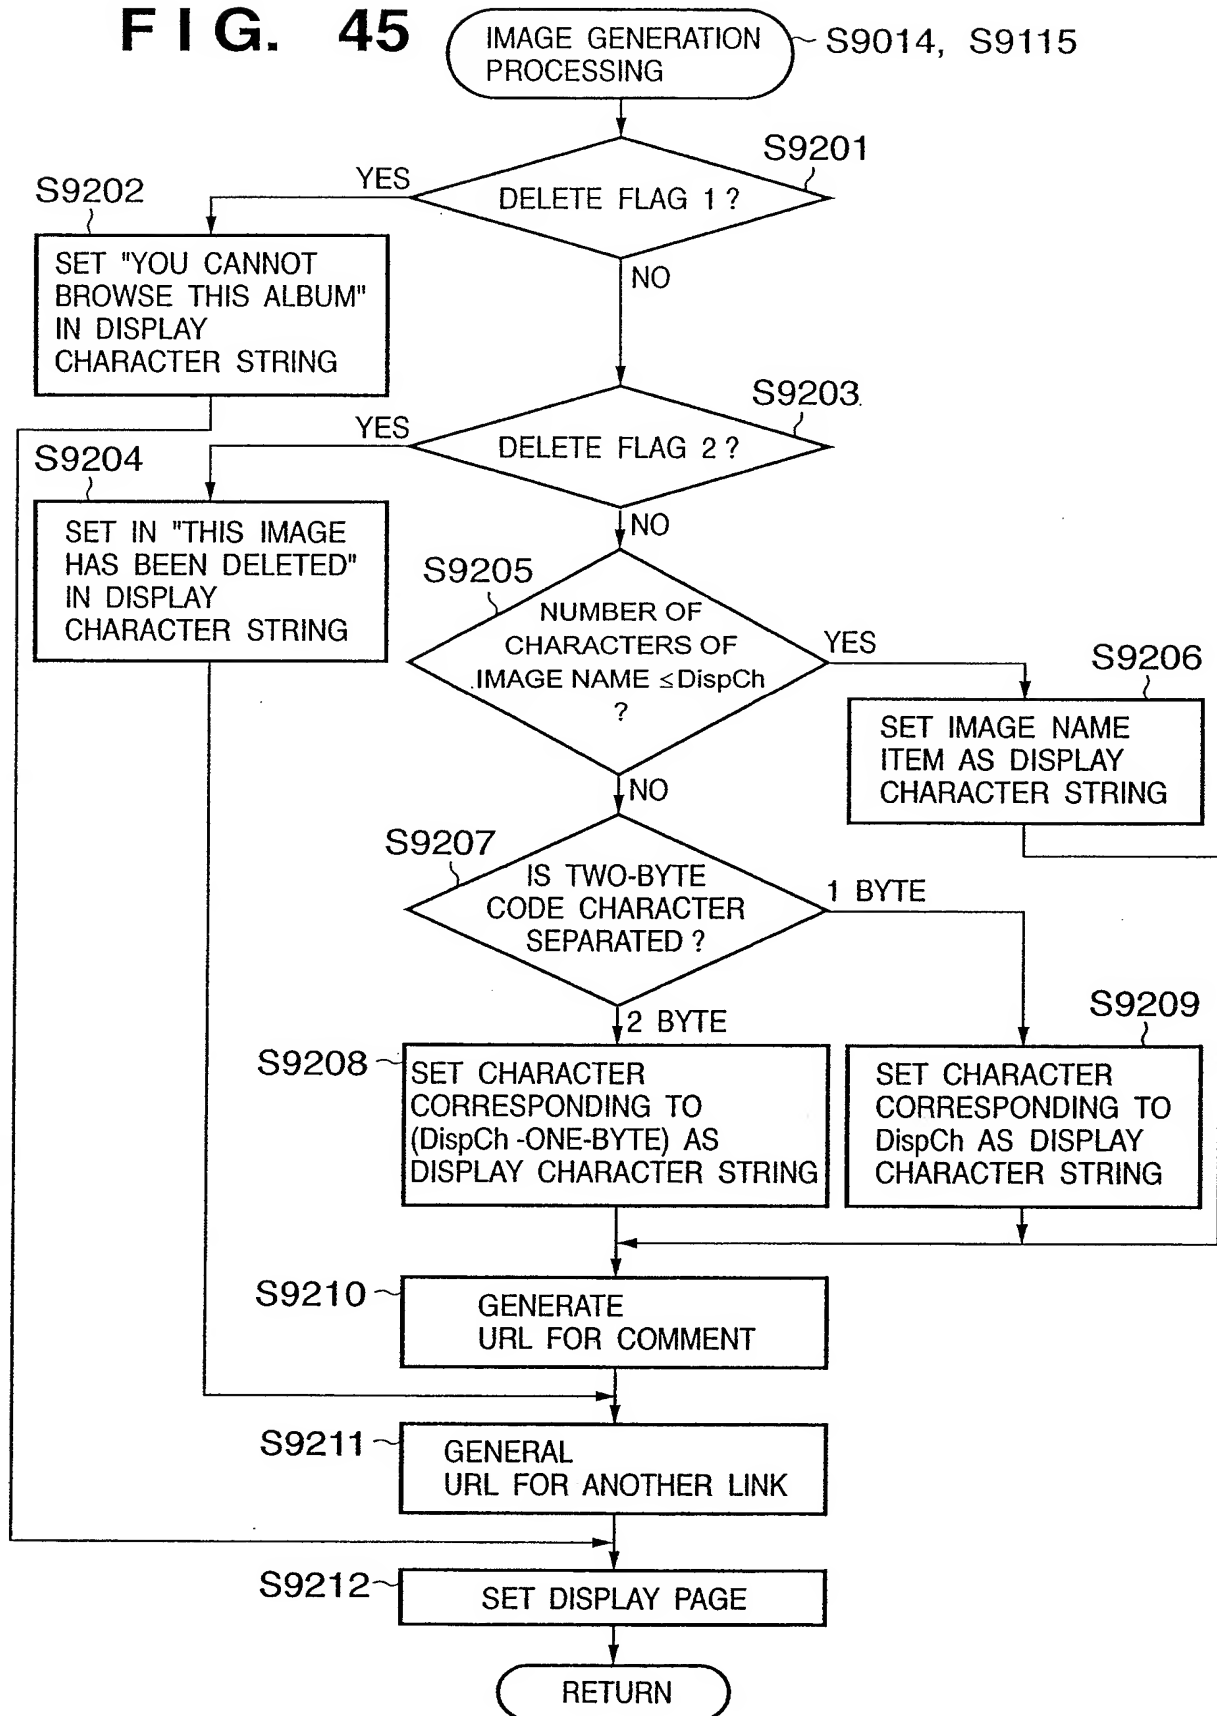 FIG. 45
IMAGE GENERATION
PROCESSING
S9014, S9115
S9201
DELETE FLAG 1 ?
YES
NO
S9202
SET "YOU CANNOT
BROWSE THIS ALBUM"
IN DISPLAY
CHARACTER STRING
S9203
DELETE FLAG 2 ?
YES
NO
S9204
SET IN "THIS IMAGE
HAS BEEN DELETED"
IN DISPLAY
CHARACTER STRING
S9205
NUMBER OF
CHARACTERS OF
IMAGE NAME ≤DispCh
?
YES
NO
S9206
SET IMAGE NAME
ITEM AS DISPLAY
CHARACTER STRING
S9207
IS TWO-BYTE
CODE CHARACTER
SEPARATED ?
1 BYTE
2 BYTE
S9208
SET CHARACTER
CORRESPONDING TO
(DispCh -ONE-BYTE) AS
DISPLAY CHARACTER STRING
S9209
SET CHARACTER
CORRESPONDING TO
DispCh AS DISPLAY
CHARACTER STRING
S9210
GENERATE
URL FOR COMMENT
S9211
GENERAL
URL FOR ANOTHER LINK
S9212
SET DISPLAY PAGE
RETURN